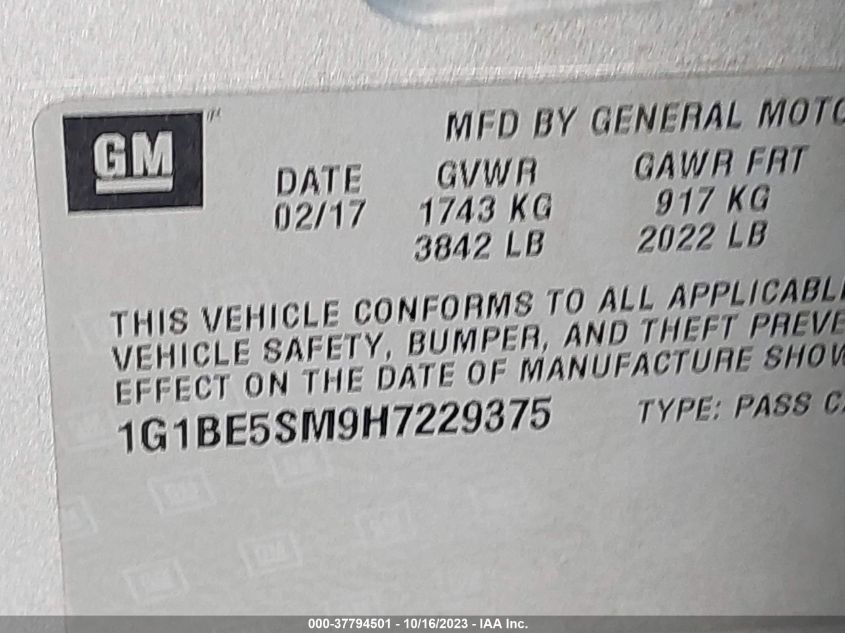 GM
MFD BY GENERAL MOTO
DATE GVWR GAWR FRT
02/17 1743 KG 917 KG
3842 LB 2022 LB
THIS VEHICLE CONFORMS TO ALL APPLICABL
VEHICLE SAFETY, BUMPER, AND THEFT PREVE
EFFECT ON THE DATE OF MANUFACTURE SHOW
1G1BE5SM9H7229375 TYPE: PASS CA
000-37794501 - 10/16/2023 - IAA Inc.